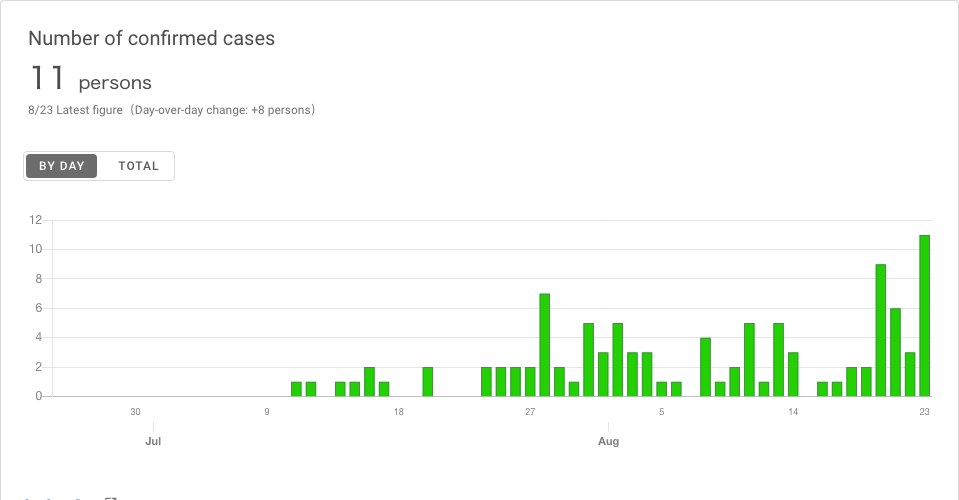 Number of confirmed cases
11 persons
8/23 Latest figure（Day-over-day change: +8 persons）
BY DAY TOTAL
12
10
8
6
4
2
0
30 9 18 27 5 14 23
Jul Aug